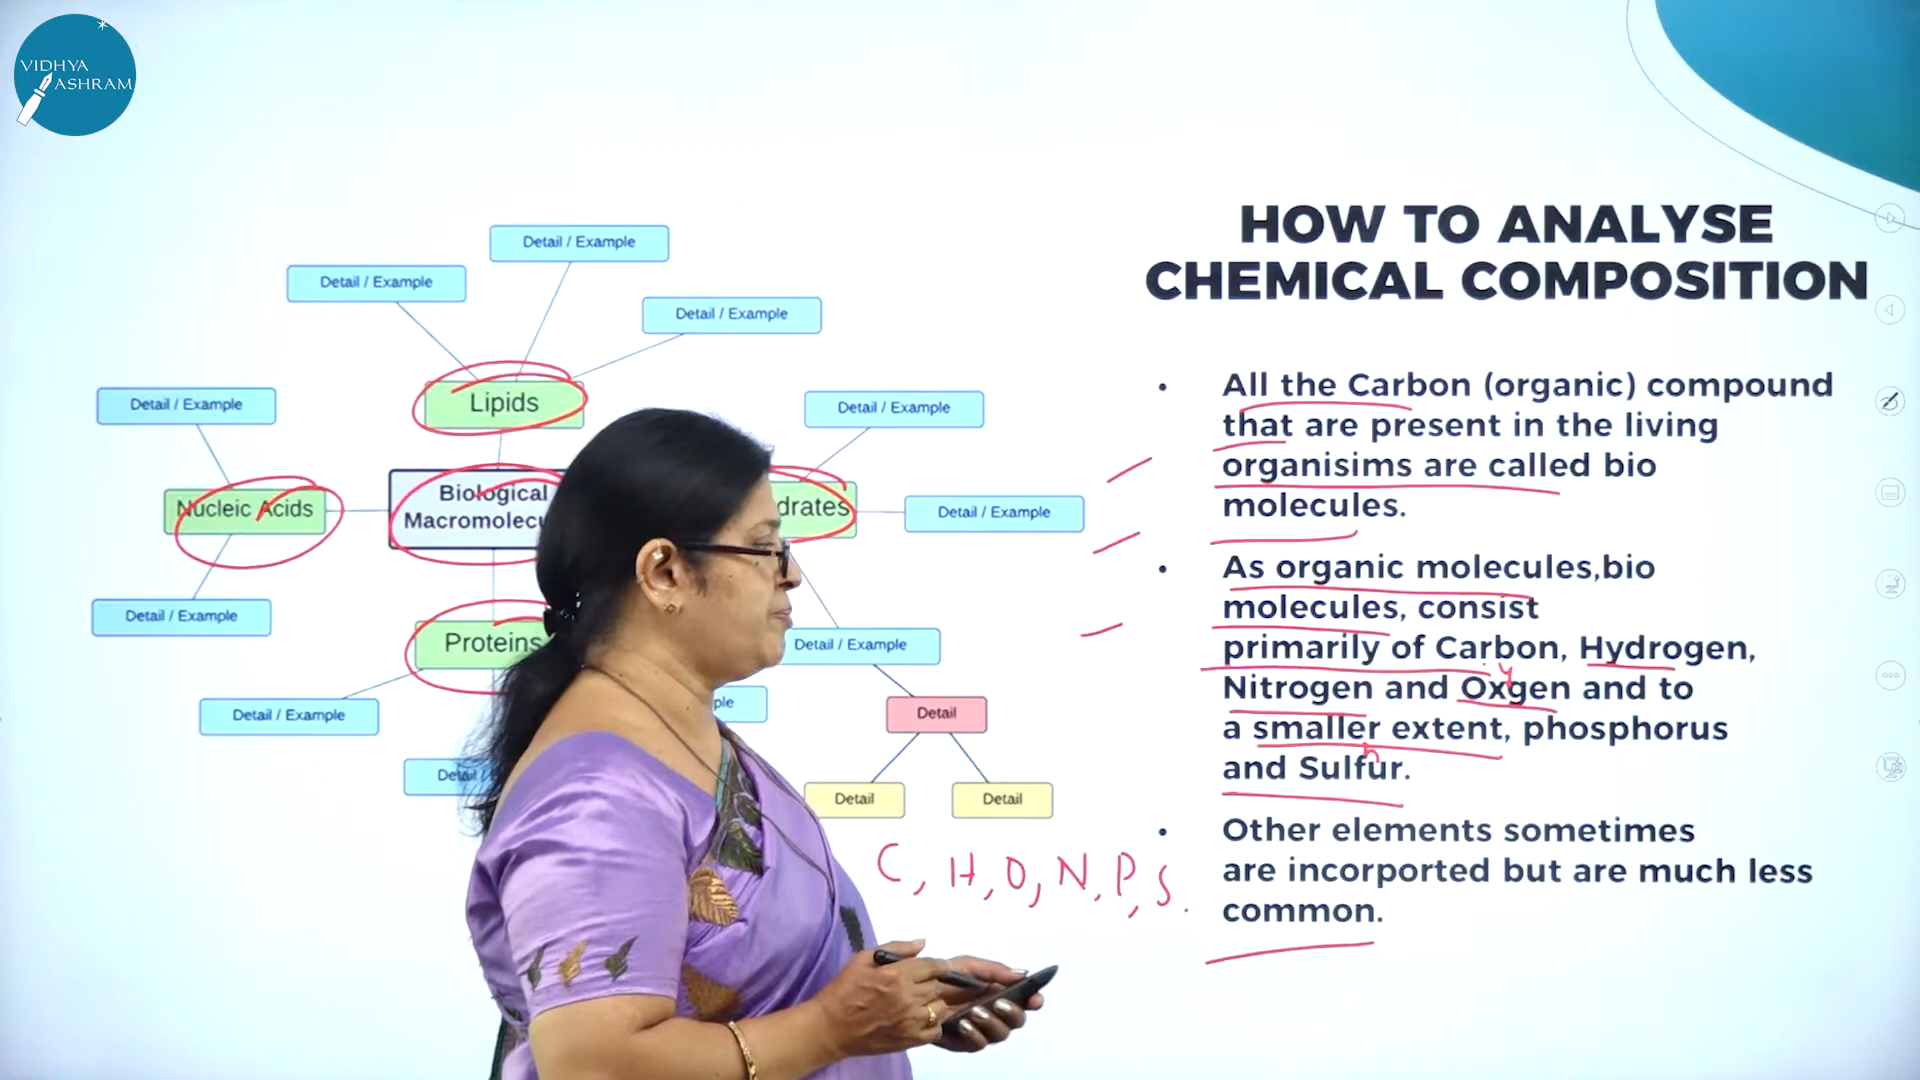 VIDHYA
ASHRAM
HOW TO ANALYSE
CHEMICAL COMPOSITION
Detail / Example
Detail / Example
Detail / Example
Lipids
Detail / Example
Detail / Example
Nucleic Acids
Biological
drates
Detail / Example
Detail / Example
Proteins
Detail / Example
Detail / Example
Detail
Detail
Detail
• All the Carbon (organic) compound
that are present in the living
organisims are called bio
molecules.
• As organic molecules,bio
molecules, consist
primarily of Carbon, Hydrogen,
Nitrogen and Oxgen and to
y
a smaller extent, phosphorus
and Sulfur.
• Other elements sometimes
are incorported but are much less
common.
C, H, O, N, P, S.